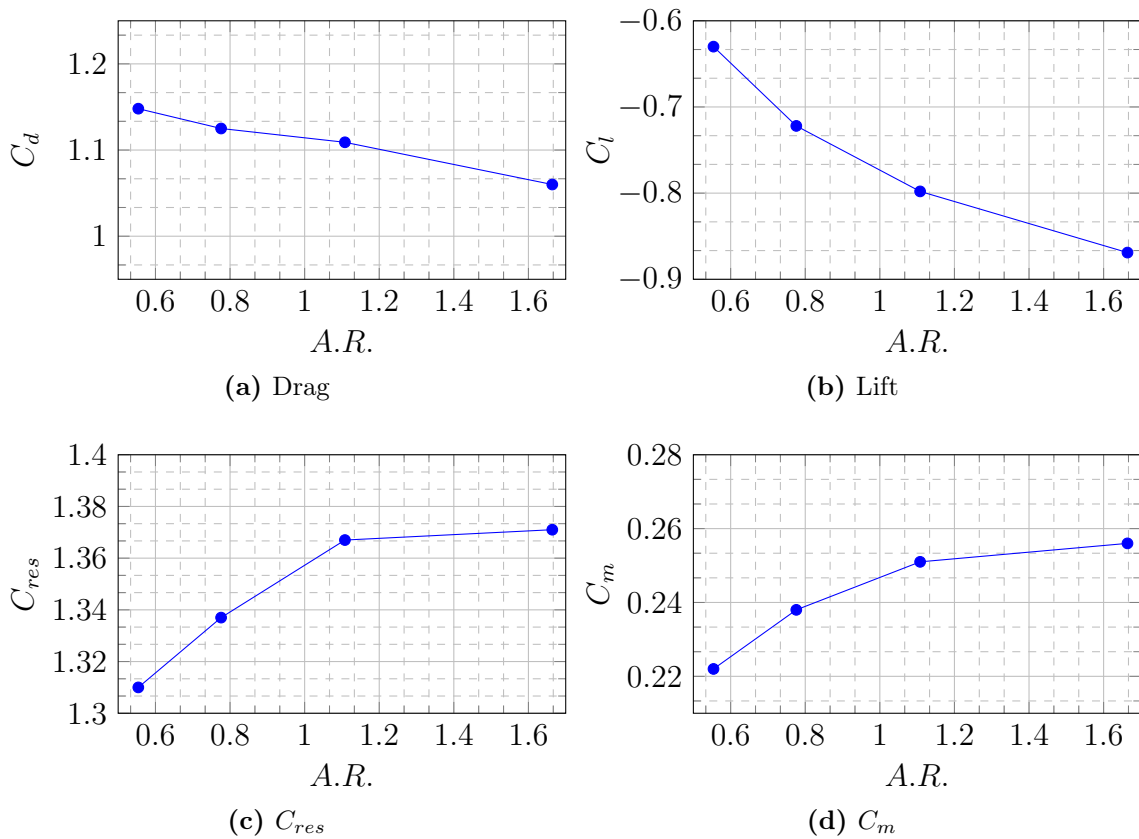 1.2
1.1
1
C_d
0.6 0.8 1 1.2 1.4 1.6
A.R.
(a) Drag
−0.6
−0.7
−0.8
−0.9
C_l
0.6 0.8 1 1.2 1.4 1.6
A.R.
(b) Lift
1.4
1.38
1.36
1.34
1.32
1.3
C_{res}
0.6 0.8 1 1.2 1.4 1.6
A.R.
(c) C_{res}
0.28
0.26
0.24
0.22
C_m
0.6 0.8 1 1.2 1.4 1.6
A.R.
(d) C_m